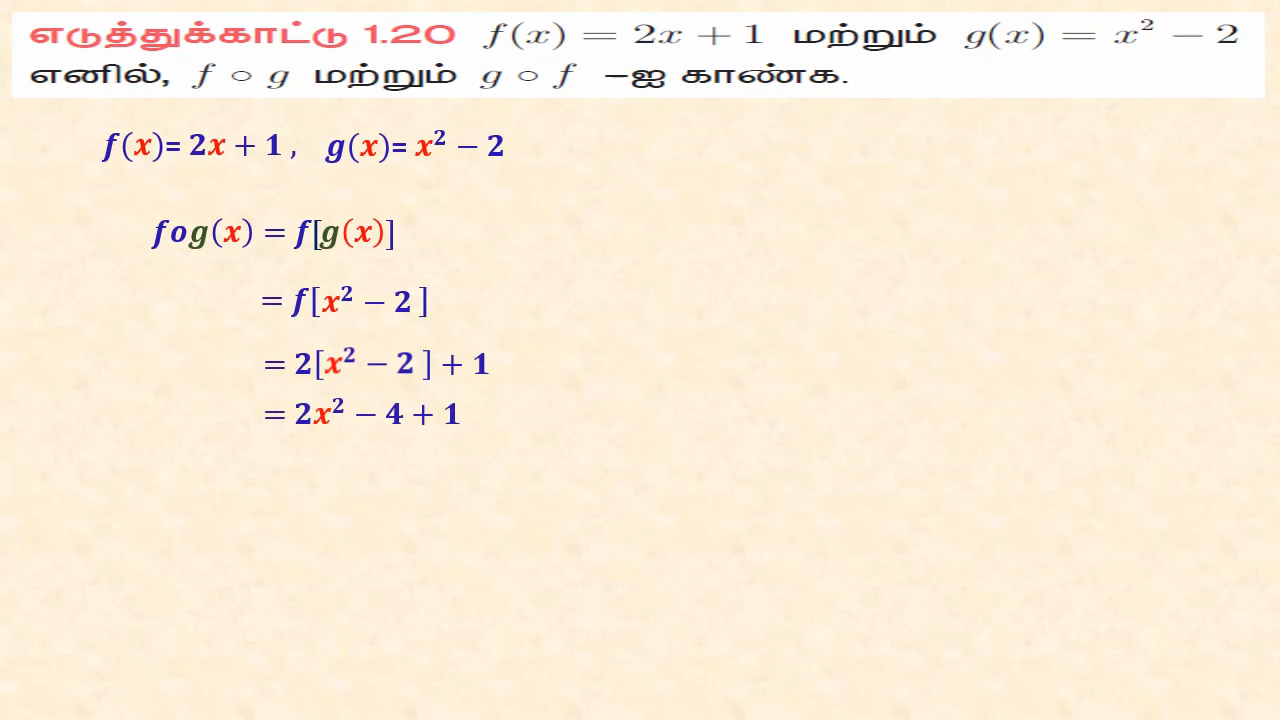 எடுத்துக்காட்டு 1.20 f(x) = 2x + 1 மற்றும் g(x) = x² − 2
எனில், f ∘ g மற்றும் g ∘ f –ஐ காண்க.
f(x)= 2x + 1 , g(x)= x² − 2
fog(x) = f[g(x)]
= f[x² − 2 ]
= 2[x² − 2 ] + 1
= 2x² − 4 + 1